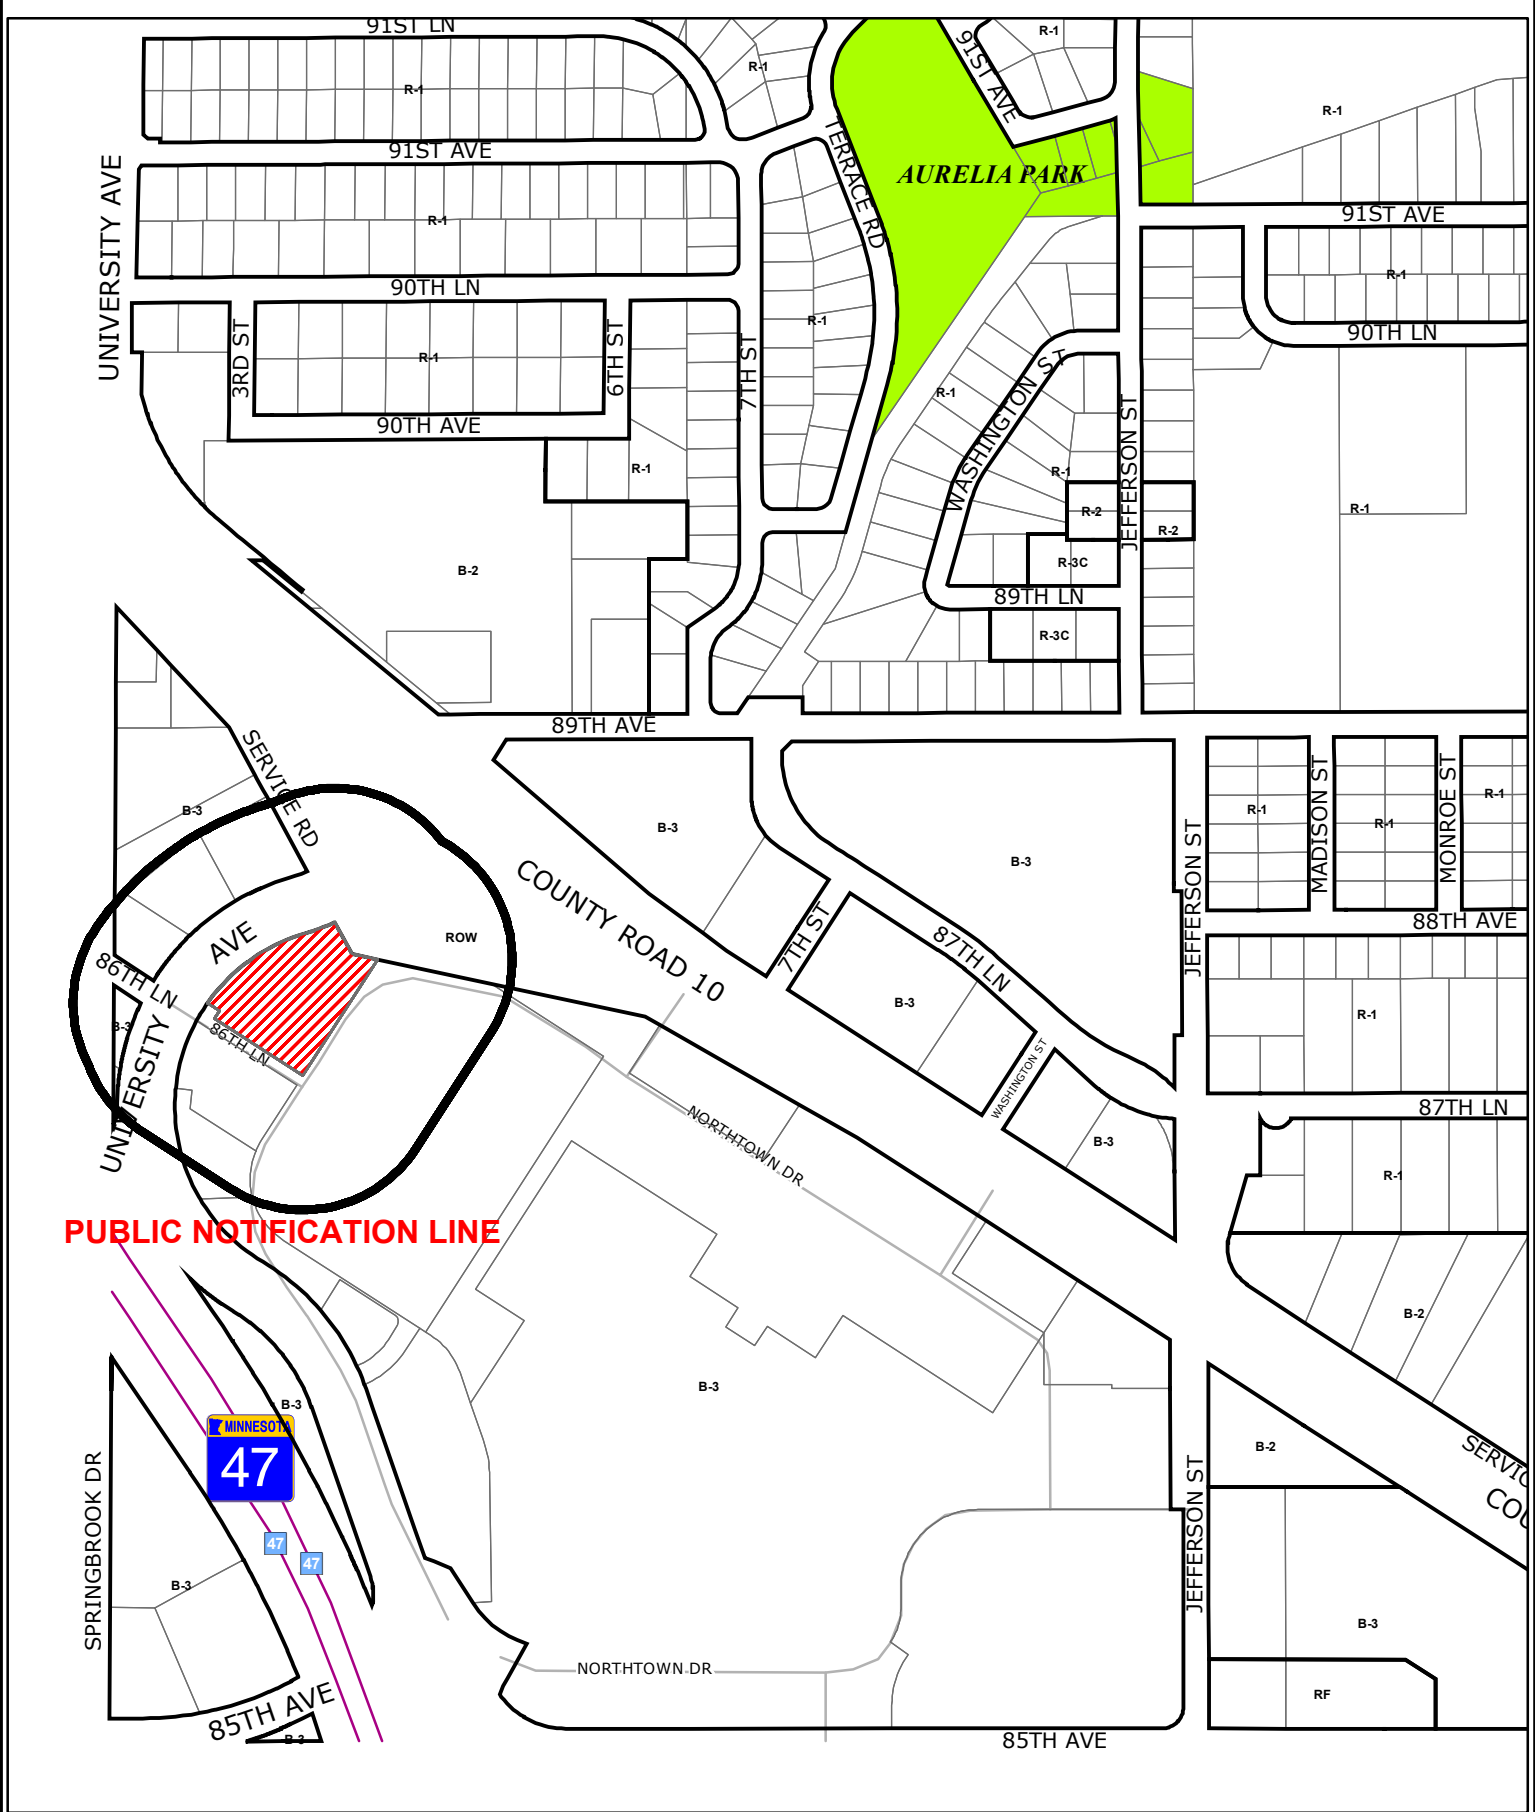 91ST LN
R-1
R-1
91ST AVE
R-1
R-1
R-1
91ST AVE
TERRACE RD
AURELIA PARK
UNIVERSITY AVE
91ST AVE
R-1
90TH LN
R-1
90TH LN
3RD ST
R-1
6TH ST
7TH ST
R-1
90TH AVE
R-1
R-1
WASHINGTON ST
R-1
JEFFERSON ST
R-2
R-2
R-1
R-3C
B-2
89TH LN
R-3C
89TH AVE
SERVICE RD
B-3
B-3
B-3
R-1
MADISON ST
R-1
MONROE ST
R-1
JEFFERSON ST
88TH AVE
COUNTY ROAD 10
7TH ST
87TH LN
AVE
ROW
86TH LN
B-3
86TH LN
UNIVERSITY
B-3
R-1
WASHINGTON ST
87TH LN
NORTHTOWN DR
B-3
R-1
PUBLIC NOTIFICATION LINE
B-2
B-3
B-3
MINNESOTA
47
B-2
SERVIC
COU
SPRINGBROOK DR
47
47
B-3
JEFFERSON ST
B-3
NORTHTOWN DR
RF
85TH AVE
B-3
85TH AVE